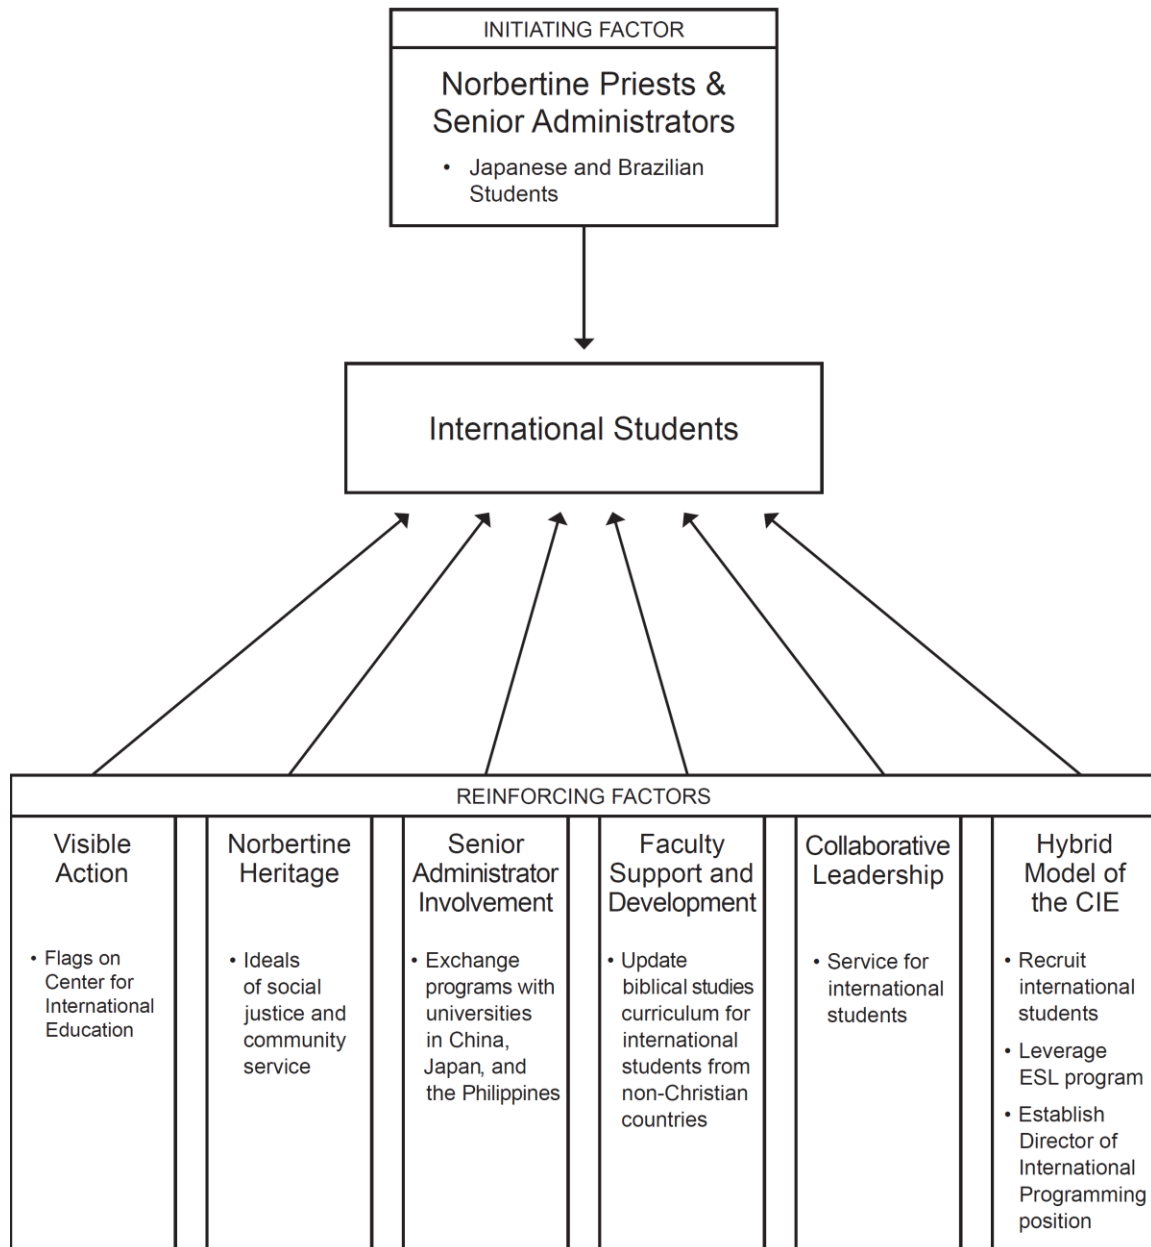 INITIATING FACTOR
Norbertine Priests &
Senior Administrators
• Japanese and Brazilian
Students
International Students
REINFORCING FACTORS
Visible
Action
• Flags on
Center for
International
Education
Norbertine
Heritage
• Ideals
of social
justice and
community
service
Senior
Administrator
Involvement
• Exchange
programs with
universities
in China,
Japan, and
the Philippines
Faculty
Support and
Development
• Update
biblical studies
curriculum for
international
students from
non-Christian
countries
Collaborative
Leadership
• Service for
international
students
Hybrid
Model of
the CIE
• Recruit
international
students
• Leverage
ESL program
• Establish
Director of
International
Programming
position